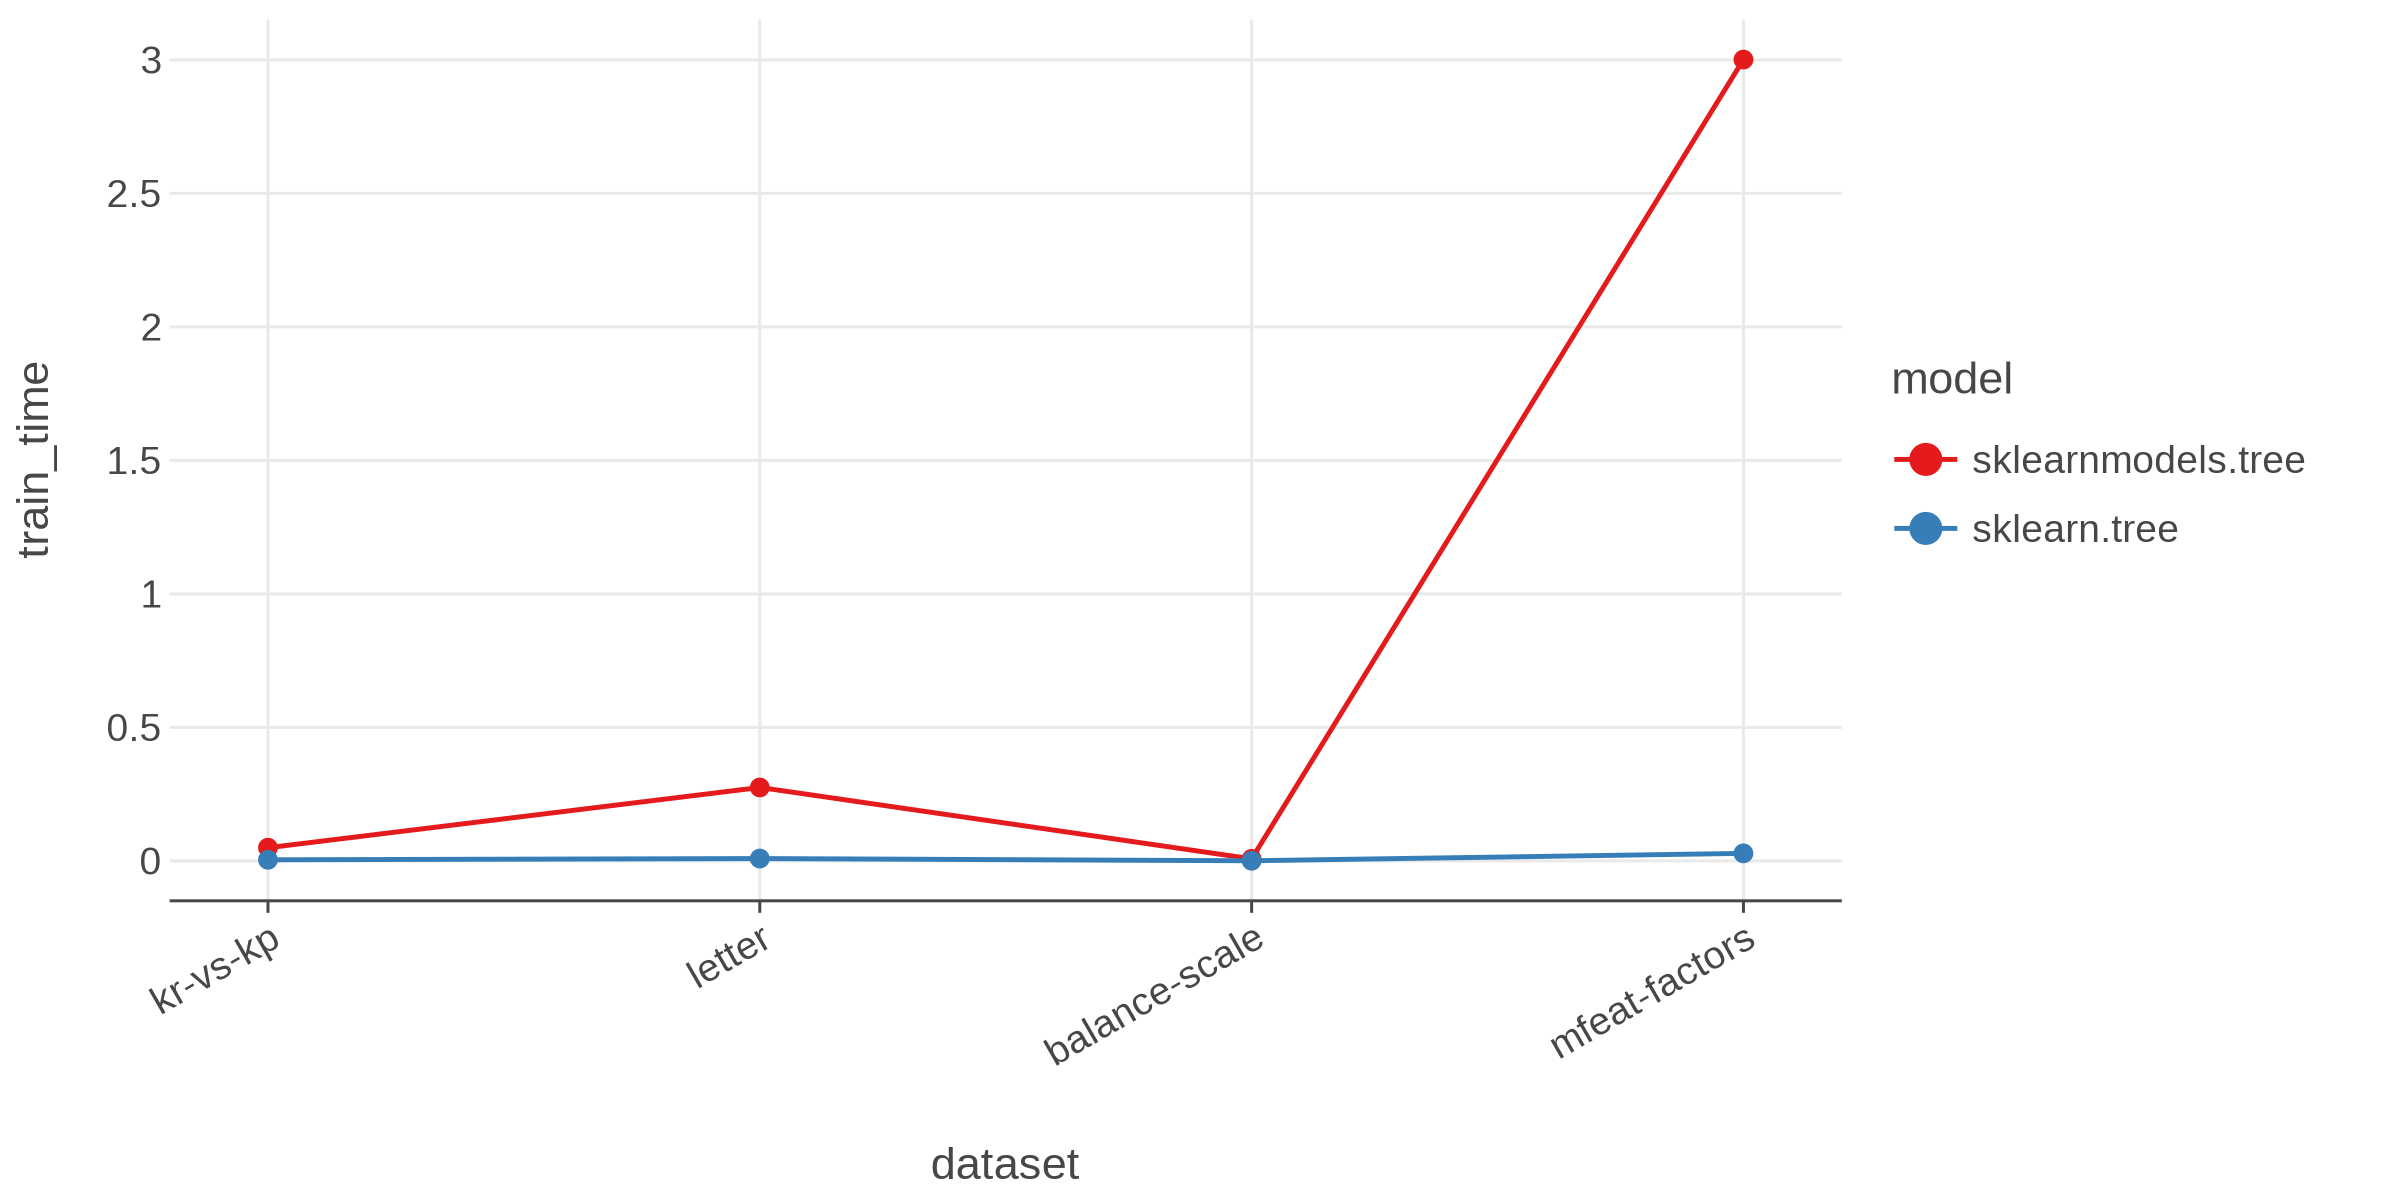 3
2.5
2
1.5
1
0.5
0
train_time
kr-vs-kp
letter
balance-scale
mfeat-factors
dataset
model
sklearnmodels.tree
sklearn.tree